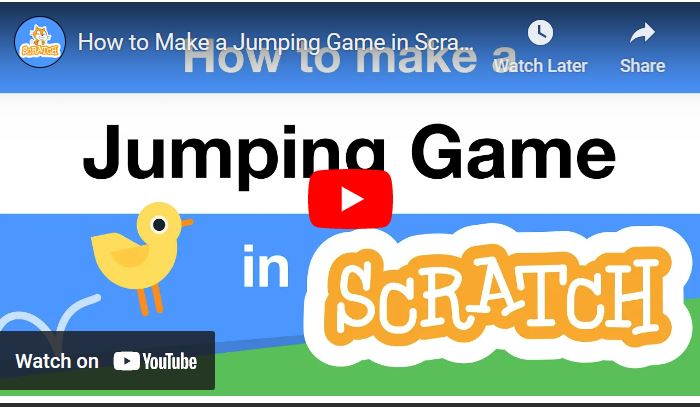 SCRATCH
How to Make a Jumping Game in Scra...
How to make a
Watch Later
Share
Jumping Game
in SCRATCH
Watch on YouTube